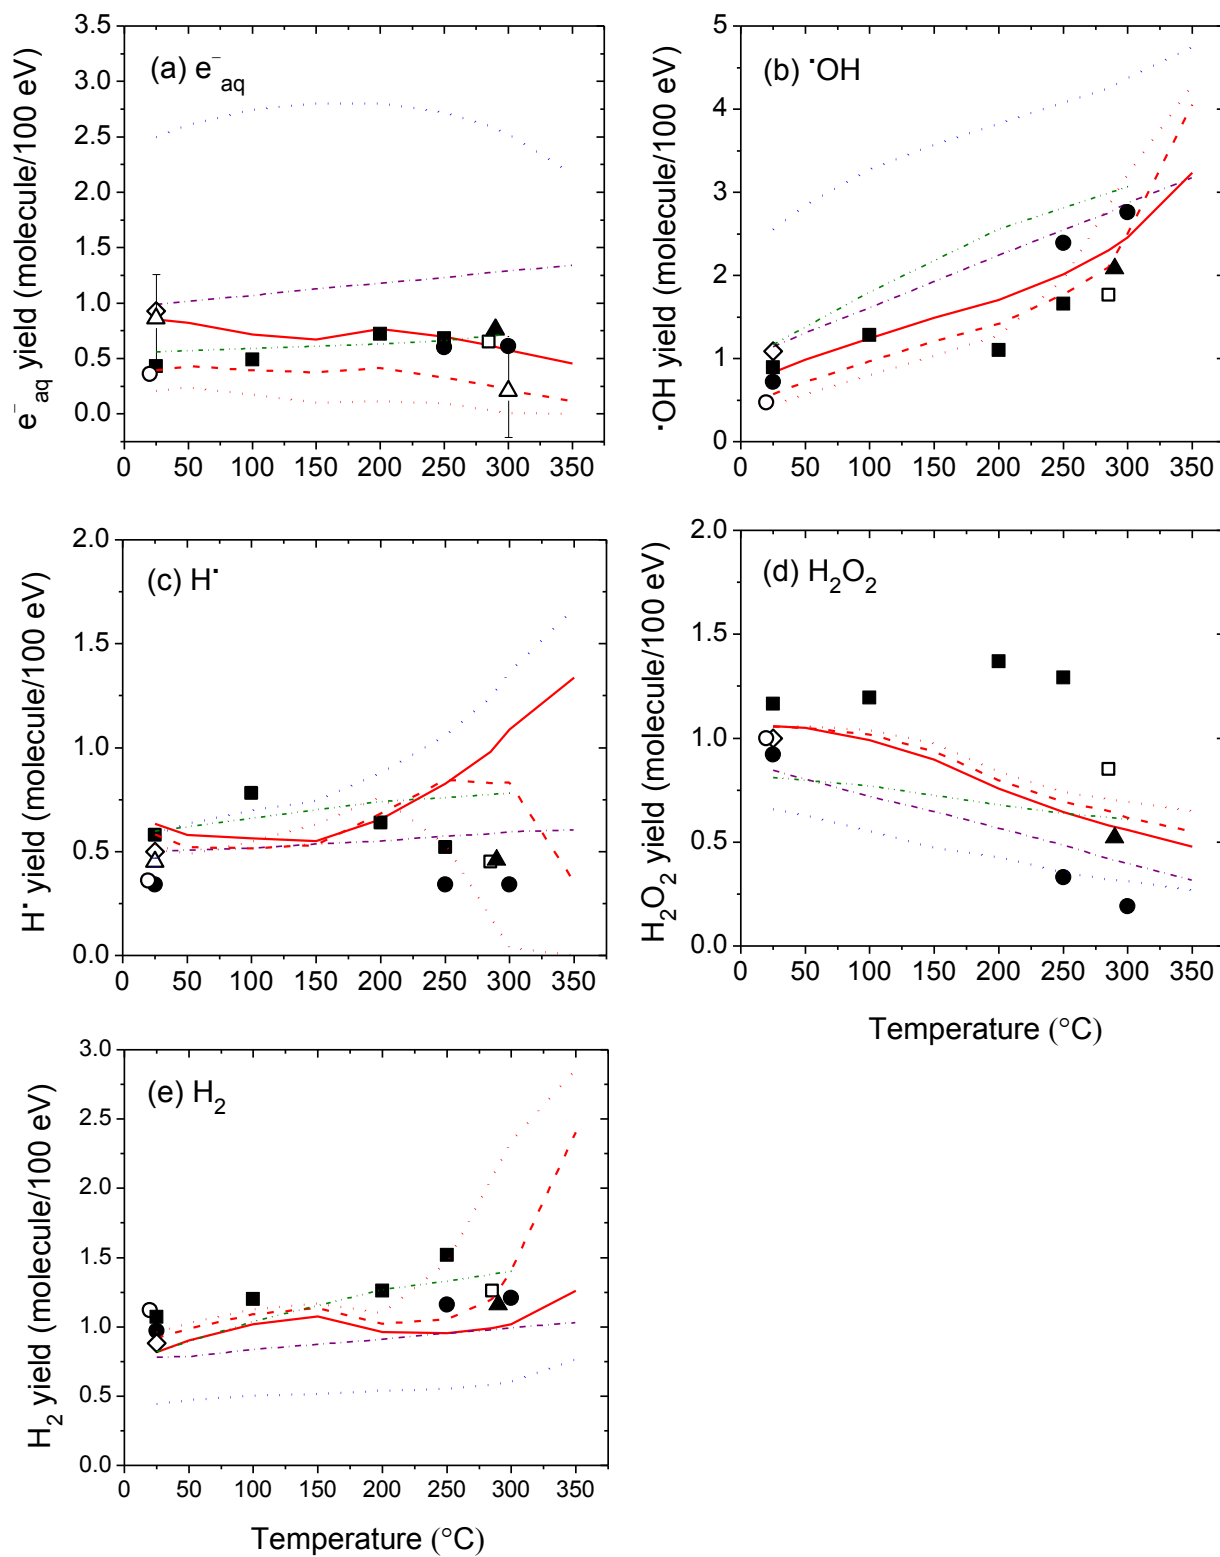 (a) e⁻aq
e⁻aq yield (molecule/100 eV)
3.5
3.0
2.5
2.0
1.5
1.0
0.5
0.0
0 50 100 150 200 250 300 350
(b) ·OH
·OH yield (molecule/100 eV)
5
4
3
2
1
0
0 50 100 150 200 250 300 350
(c) H·
H· yield (molecule/100 eV)
2.0
1.5
1.0
0.5
0.0
0 50 100 150 200 250 300 350
(d) H2O2
H2O2 yield (molecule/100 eV)
2.0
1.5
1.0
0.5
0.0
0 50 100 150 200 250 300 350
Temperature (°C)
(e) H2
H2 yield (molecule/100 eV)
3.0
2.5
2.0
1.5
1.0
0.5
0.0
0 50 100 150 200 250 300 350
Temperature (°C)